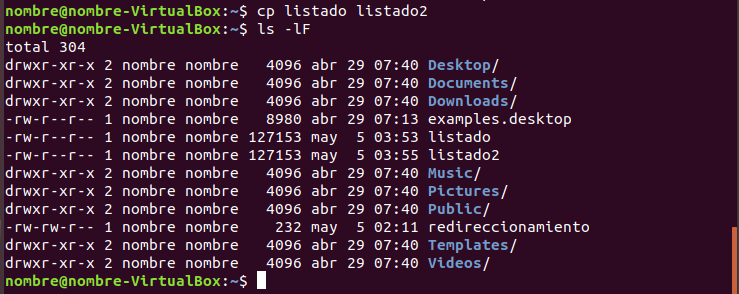 nombre@nombre-VirtualBox:~$ cp listado listado2
nombre@nombre-VirtualBox:~$ ls -lF
total 304
drwxr-xr-x 2 nombre nombre   4096 abr 29 07:40 Desktop/
drwxr-xr-x 2 nombre nombre   4096 abr 29 07:40 Documents/
drwxr-xr-x 2 nombre nombre   4096 abr 29 07:40 Downloads/
-rw-r--r-- 1 nombre nombre   8980 abr 29 07:13 examples.desktop
-rw-r--r-- 1 nombre nombre 127153 may  5 03:53 listado
-rw-r--r-- 1 nombre nombre 127153 may  5 03:55 listado2
drwxr-xr-x 2 nombre nombre   4096 abr 29 07:40 Music/
drwxr-xr-x 2 nombre nombre   4096 abr 29 07:40 Pictures/
drwxr-xr-x 2 nombre nombre   4096 abr 29 07:40 Public/
-rw-rw-r-- 1 nombre nombre    232 may  5 02:11 redireccionamiento
drwxr-xr-x 2 nombre nombre   4096 abr 29 07:40 Templates/
drwxr-xr-x 2 nombre nombre   4096 abr 29 07:40 Videos/
nombre@nombre-VirtualBox:~$